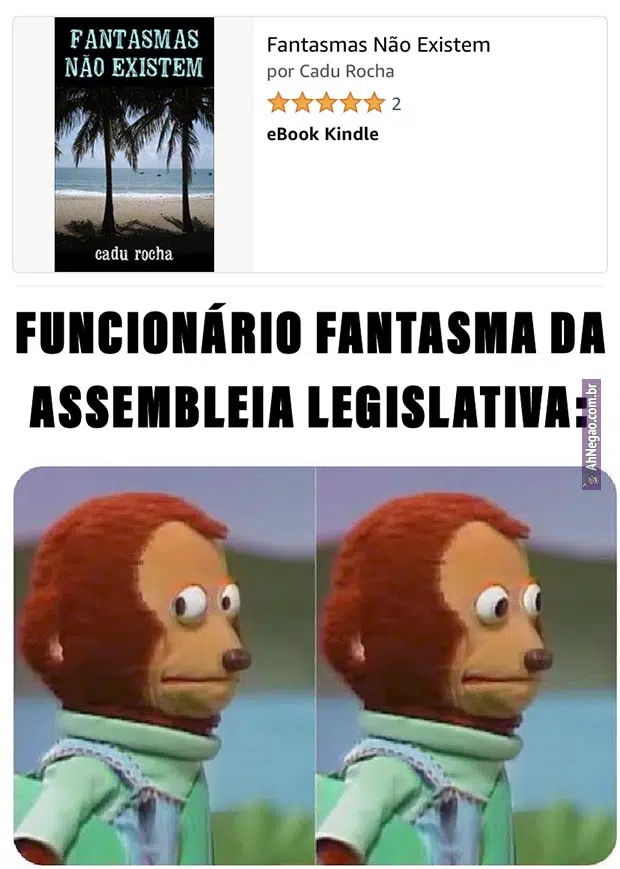 FANTASMAS
NÃO EXISTEM
cadu rocha
Fantasmas Não Existem
por Cadu Rocha
2
eBook Kindle
FUNCIONÁRIO FANTASMA DA
ASSEMBLEIA LEGISLATIVA:
AhNegao.com.br